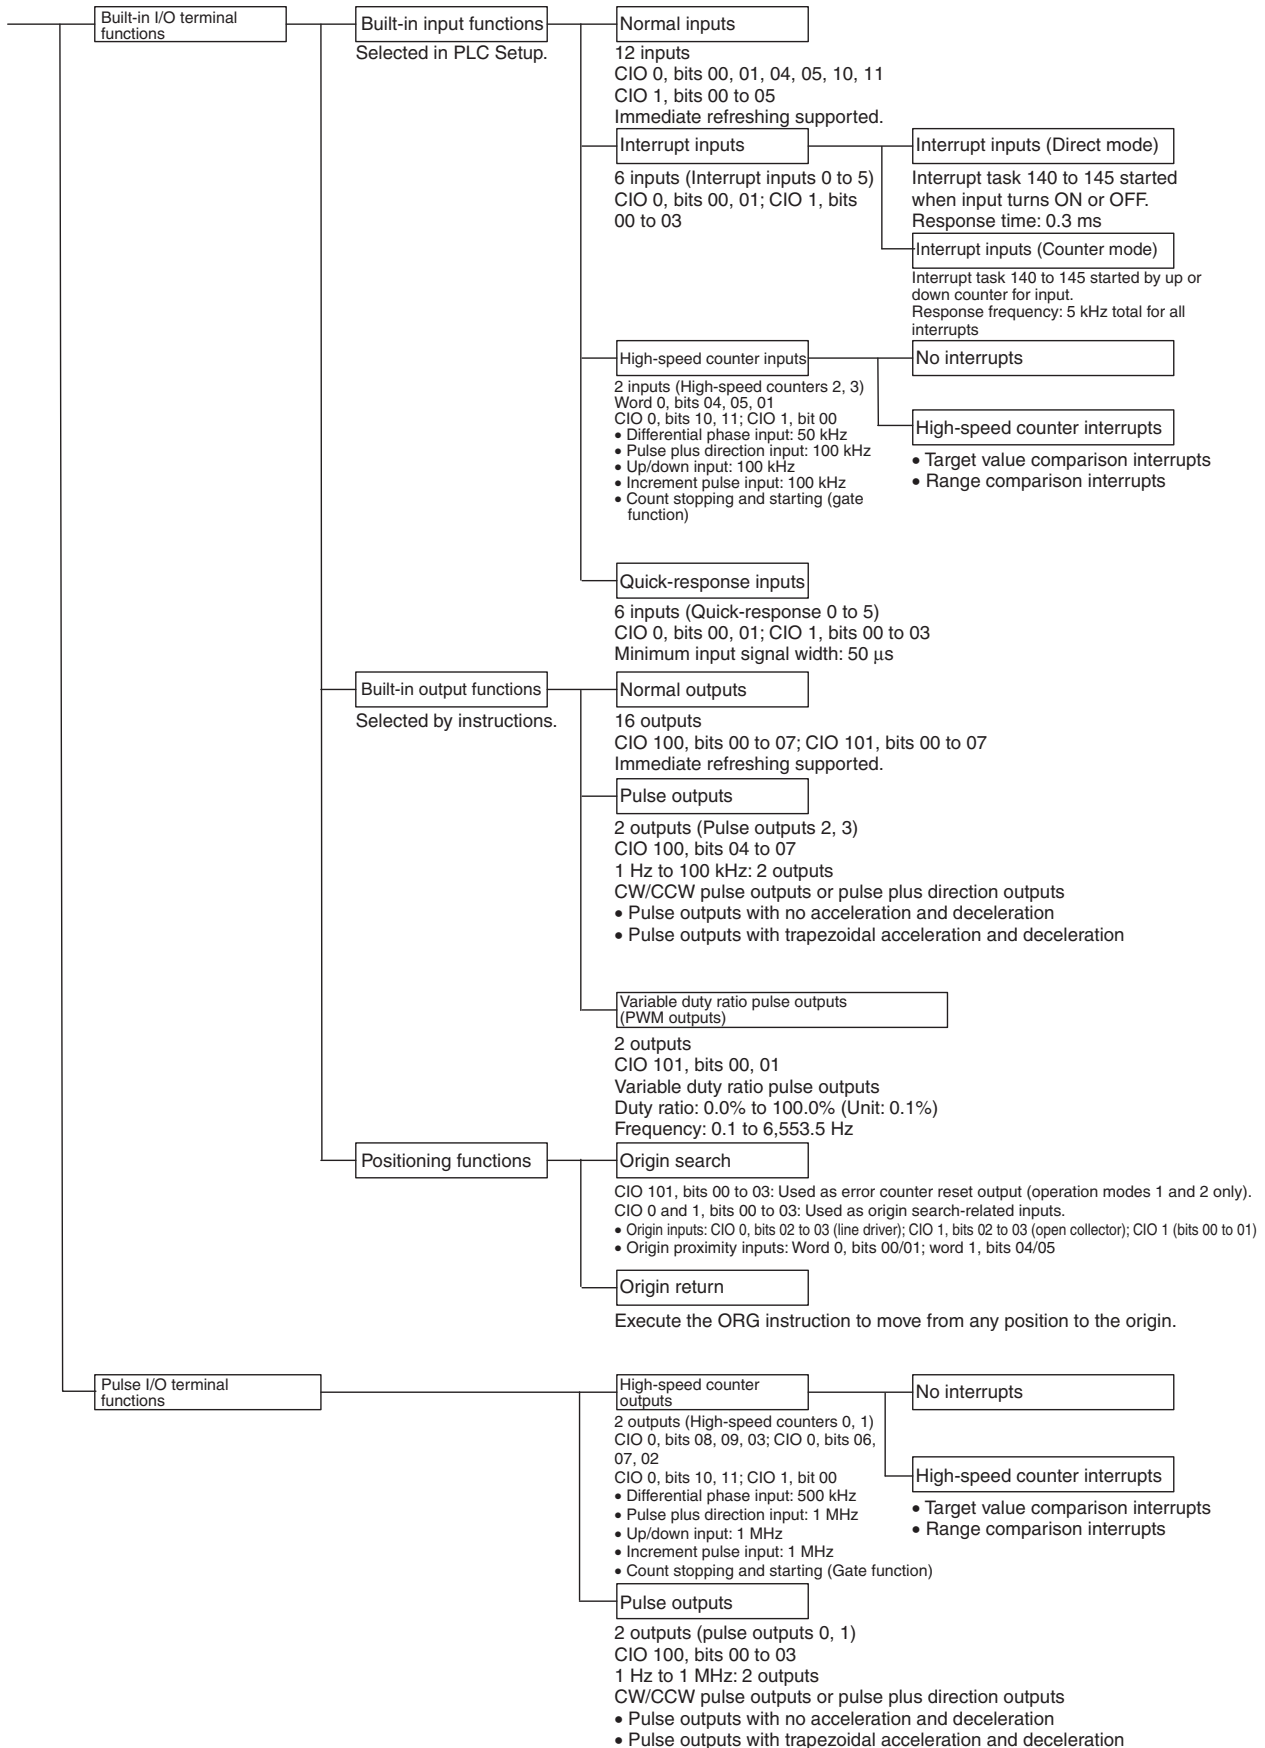 Built-in I/O terminal
functions
Built-in input functions
Selected in PLC Setup.
Normal inputs
12 inputs
CIO 0, bits 00, 01, 04, 05, 10, 11
CIO 1, bits 00 to 05
Immediate refreshing supported.
Interrupt inputs
6 inputs (Interrupt inputs 0 to 5)
CIO 0, bits 00, 01; CIO 1, bits
00 to 03
Interrupt inputs (Direct mode)
Interrupt task 140 to 145 started
when input turns ON or OFF.
Response time: 0.3 ms
Interrupt inputs (Counter mode)
Interrupt task 140 to 145 started by up or
down counter for input.
Response frequency: 5 kHz total for all
interrupts
High-speed counter inputs
2 inputs (High-speed counters 2, 3)
Word 0, bits 04, 05, 01
CIO 0, bits 10, 11; CIO 1, bit 00
• Differential phase input: 50 kHz
• Pulse plus direction input: 100 kHz
• Up/down input: 100 kHz
• Increment pulse input: 100 kHz
• Count stopping and starting (gate
function)
No interrupts
High-speed counter interrupts
• Target value comparison interrupts
• Range comparison interrupts
Quick-response inputs
6 inputs (Quick-response 0 to 5)
CIO 0, bits 00, 01; CIO 1, bits 00 to 03
Minimum input signal width: 50 μs
Built-in output functions
Selected by instructions.
Normal outputs
16 outputs
CIO 100, bits 00 to 07; CIO 101, bits 00 to 07
Immediate refreshing supported.
Pulse outputs
2 outputs (Pulse outputs 2, 3)
CIO 100, bits 04 to 07
1 Hz to 100 kHz: 2 outputs
CW/CCW pulse outputs or pulse plus direction outputs
• Pulse outputs with no acceleration and deceleration
• Pulse outputs with trapezoidal acceleration and deceleration
Variable duty ratio pulse outputs
(PWM outputs)
2 outputs
CIO 101, bits 00, 01
Variable duty ratio pulse outputs
Duty ratio: 0.0% to 100.0% (Unit: 0.1%)
Frequency: 0.1 to 6,553.5 Hz
Positioning functions
Origin search
CIO 101, bits 00 to 03: Used as error counter reset output (operation modes 1 and 2 only).
CIO 0 and 1, bits 00 to 03: Used as origin search-related inputs.
• Origin inputs: CIO 0, bits 02 to 03 (line driver); CIO 1, bits 02 to 03 (open collector); CIO 1 (bits 00 to 01)
• Origin proximity inputs: Word 0, bits 00/01; word 1, bits 04/05
Origin return
Execute the ORG instruction to move from any position to the origin.
Pulse I/O terminal
functions
High-speed counter
outputs
2 outputs (High-speed counters 0, 1)
CIO 0, bits 08, 09, 03; CIO 0, bits 06,
07, 02
CIO 0, bits 10, 11; CIO 1, bit 00
• Differential phase input: 500 kHz
• Pulse plus direction input: 1 MHz
• Up/down input: 1 MHz
• Increment pulse input: 1 MHz
• Count stopping and starting (Gate function)
No interrupts
High-speed counter interrupts
• Target value comparison interrupts
• Range comparison interrupts
Pulse outputs
2 outputs (pulse outputs 0, 1)
CIO 100, bits 00 to 03
1 Hz to 1 MHz: 2 outputs
CW/CCW pulse outputs or pulse plus direction outputs
• Pulse outputs with no acceleration and deceleration
• Pulse outputs with trapezoidal acceleration and deceleration